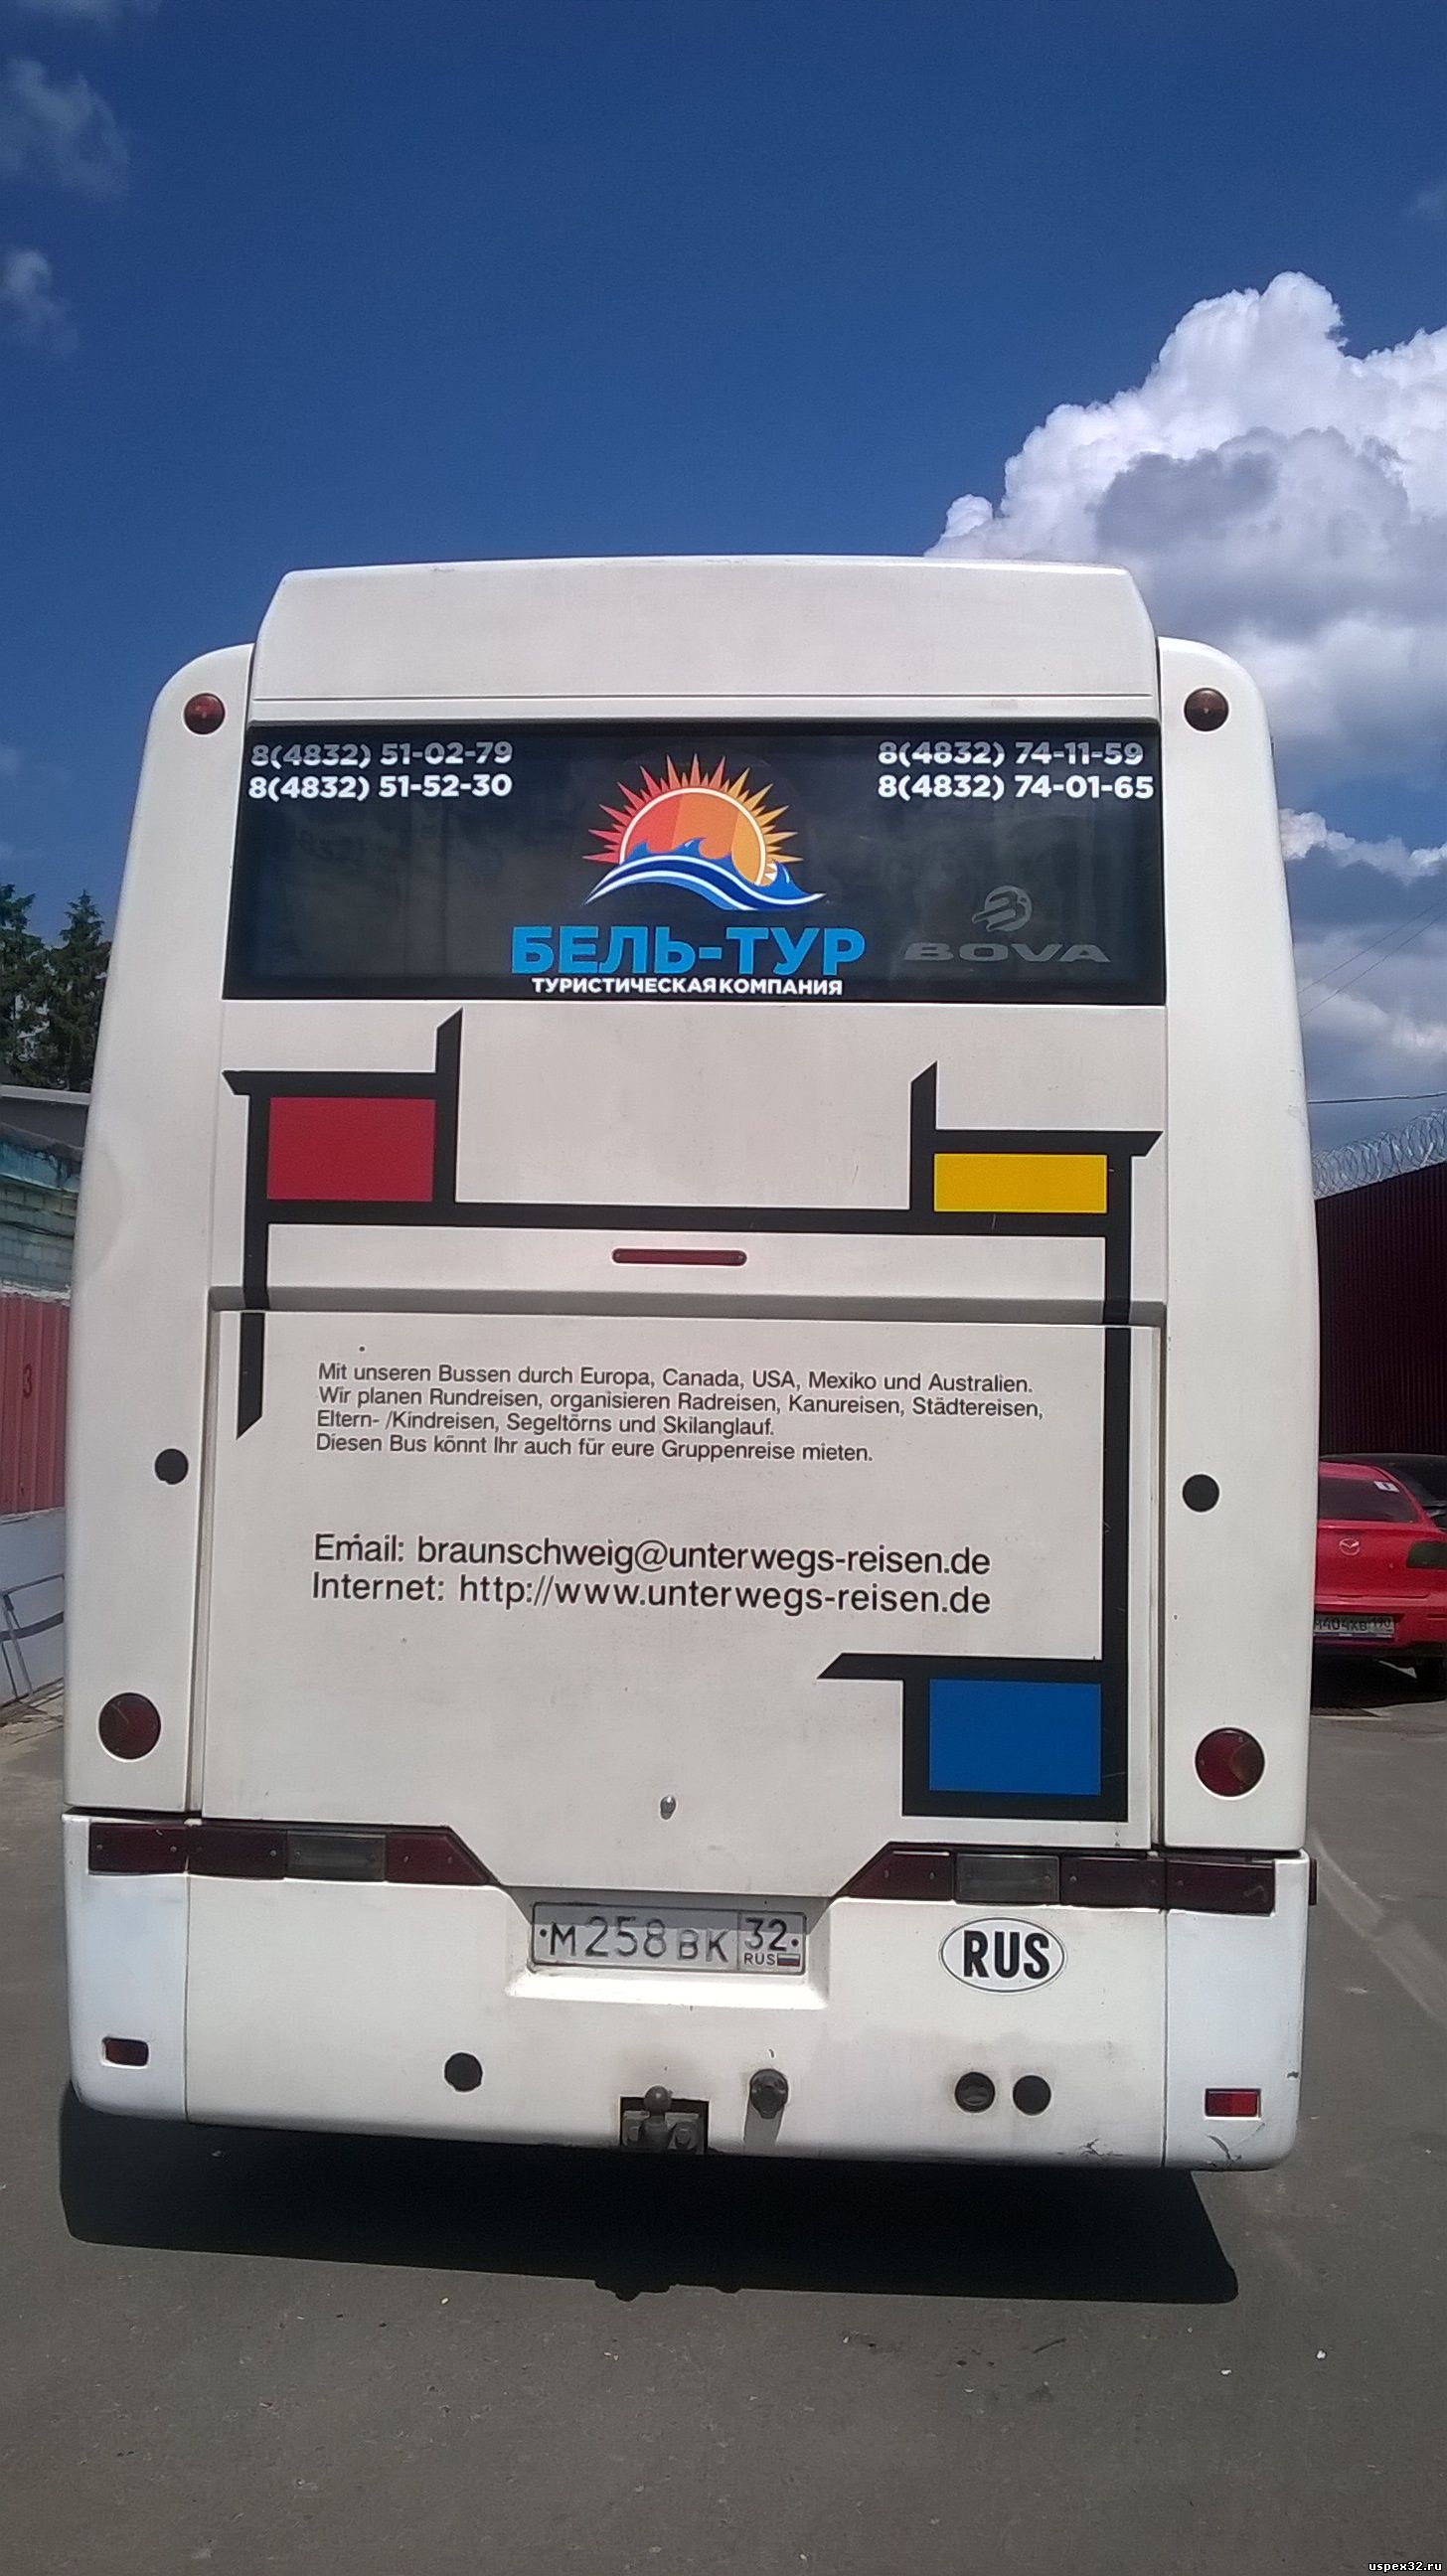 8(4832) 51-02-79
8(4832) 51-52-30
8(4832) 74-11-59
8(4832) 74-01-65
БЕЛЬ-ТУР
ТУРИСТИЧЕСКАЯ КОМПАНИЯ
BOVA
Mit unseren Bussen durch Europa, Canada, USA, Mexiko und Australien.
Wir planen Rundreisen, organisieren Radreisen, Kanureisen, Städtereisen,
Eltern- /Kindreisen, Segeltörns und Skilanglauf.
Diesen Bus könnt Ihr auch für eure Gruppenreise mieten.
Email: braunschweig@unterwegs-reisen.de
Internet: http://www.unterwegs-reisen.de
М258ВК 32
RUS
RUS
3
uspex32.ru